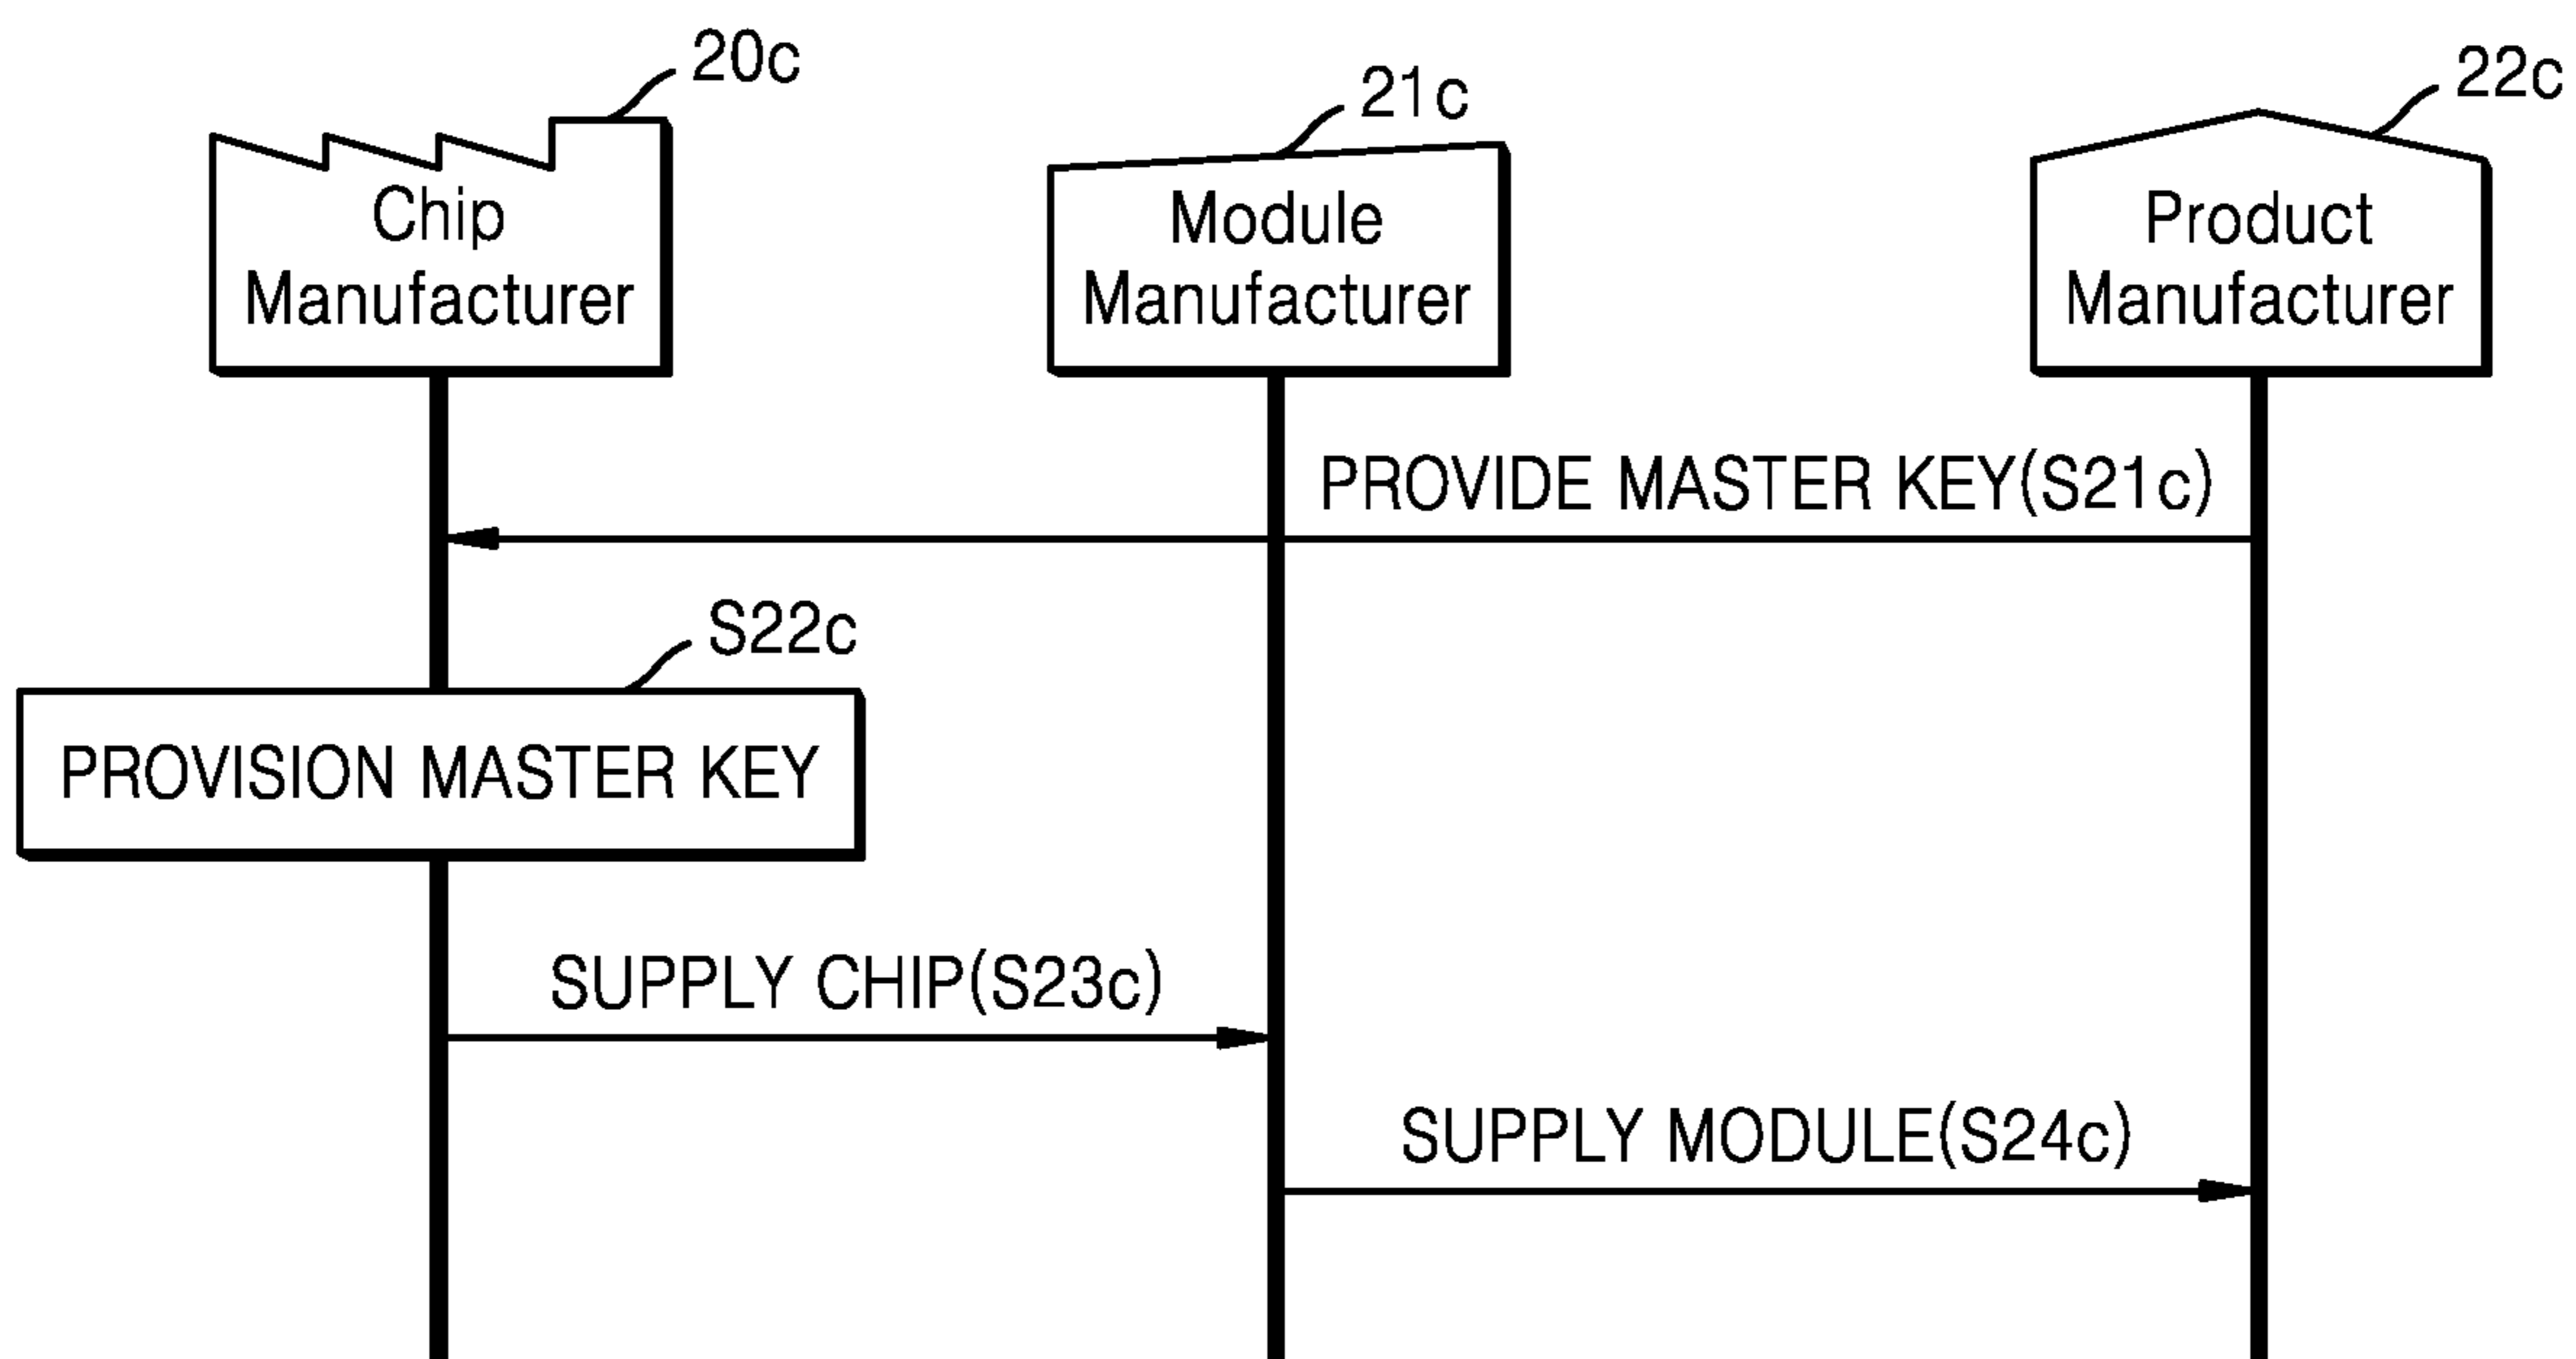 20c
21c
22c
Chip
Manufacturer
Module
Manufacturer
Product
Manufacturer
PROVIDE MASTER KEY(S21c)
S22c
PROVISION MASTER KEY
SUPPLY CHIP(S23c)
SUPPLY MODULE(S24c)